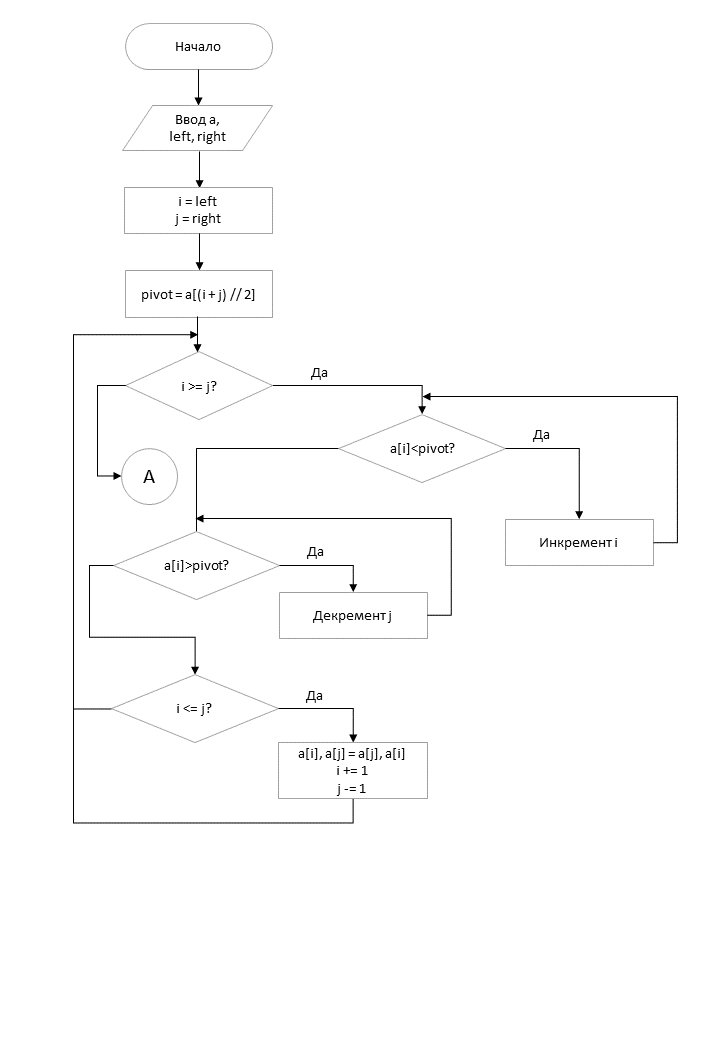 Начало
Ввод a,
left, right
i = left
j = right
pivot = a[(i + j) // 2]
i >= j?
Да
a[i]<pivot?
Да
A
Инкремент i
a[i]>pivot?
Да
Декремент j
i <= j?
Да
a[i], a[j] = a[j], a[i]
i += 1
j -= 1